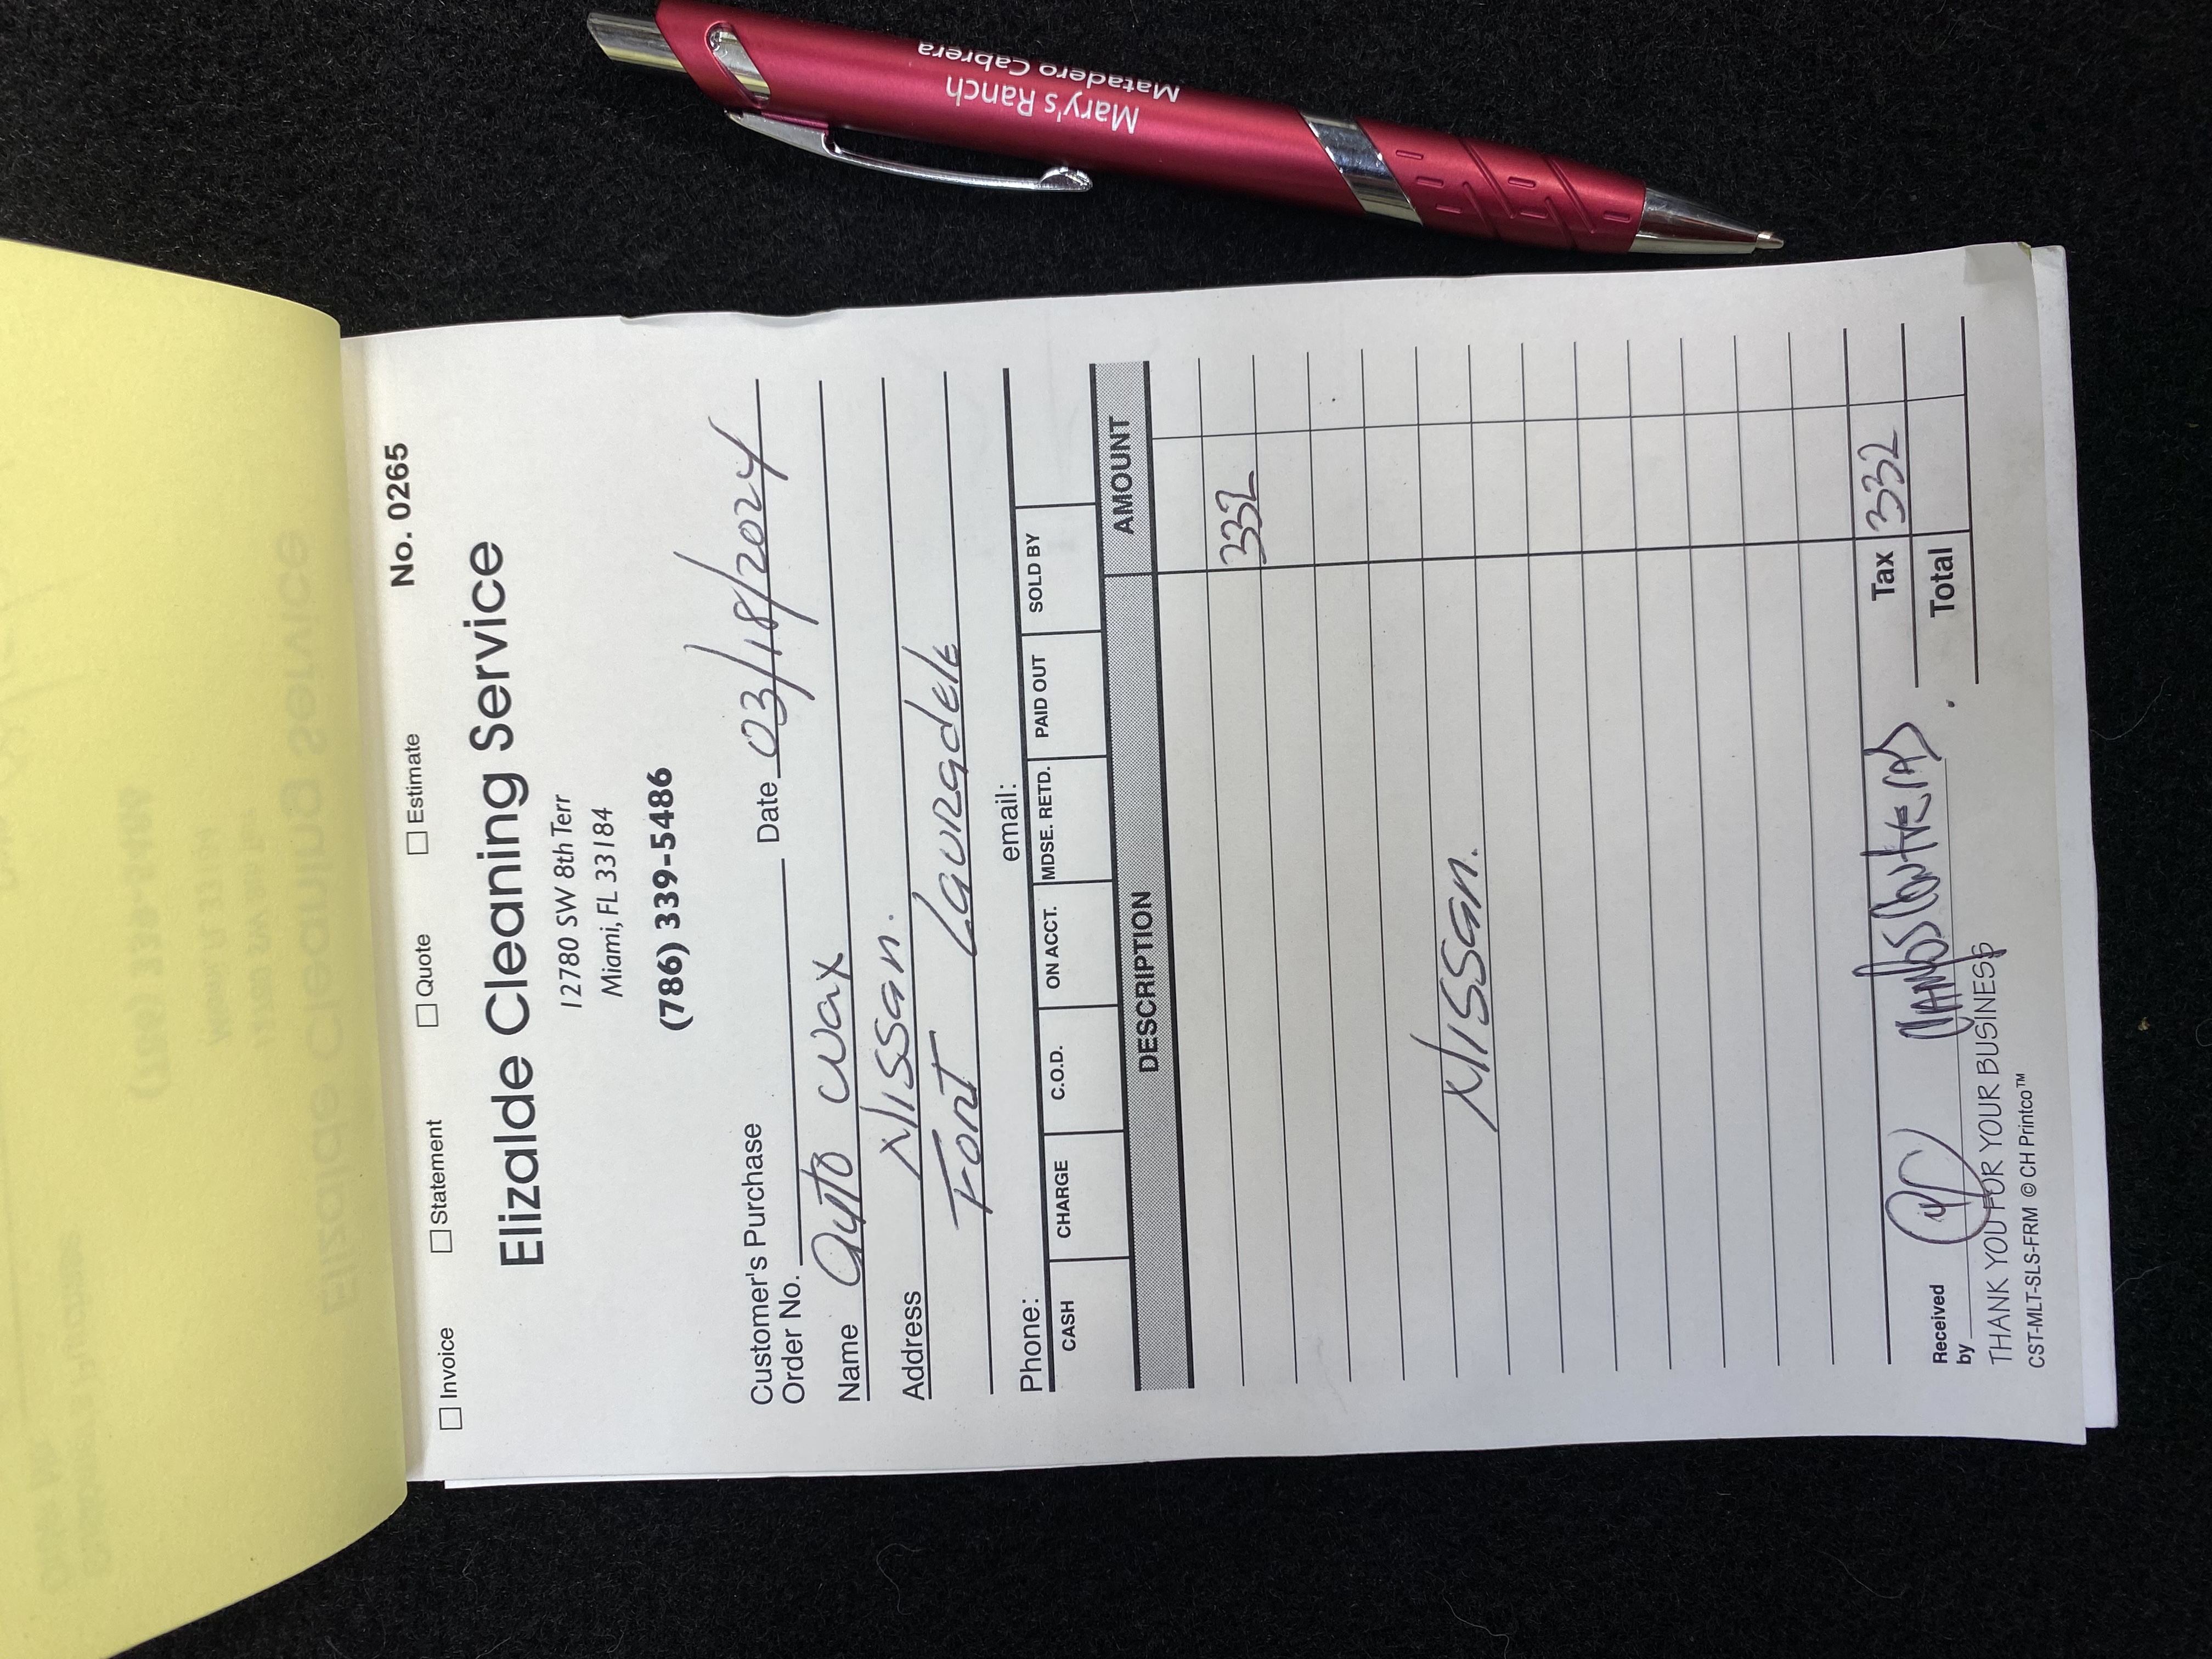 Mary's Ranch
Matadero Cabrera
Invoice Statement Quote Estimate No. 0265
Elizalde Cleaning Service
12780 SW 8th Terr
Miami, FL 33184
(786) 339-5486
Customer's Purchase
Order No. Date 03/18/2024
Name Auto Wax
Address Nissan.
Font Lauradele
Phone: email:
CASH CHARGE C.O.D. ON ACCT. MDSE. RETD. PAID OUT SOLD BY
DESCRIPTION AMOUNT
332
Nissan.
Tax 332
Received
by
Total
THANK YOU FOR YOUR BUSINESS
CST-MLT-SLS-FRM © CH Printco™